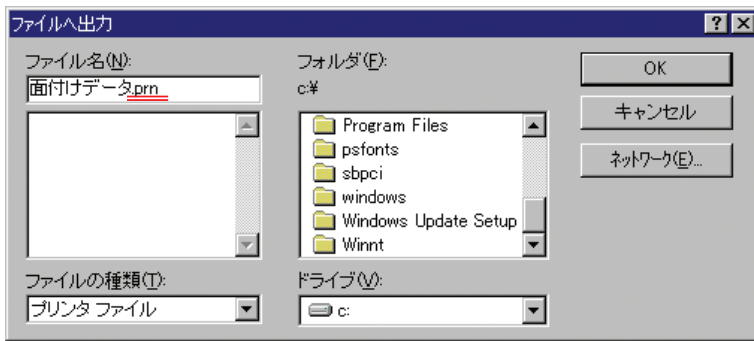 ファイルへ出力
ファイル名(N):
面付けデータ.prn
フォルダ(F):
c:¥
Program Files
psfonts
sbpci
windows
Windows Update Setup
Winnt
ファイルの種類(T):
プリンタ ファイル
ドライブ(V):
c:
OK
キャンセル
ネットワーク(E)...